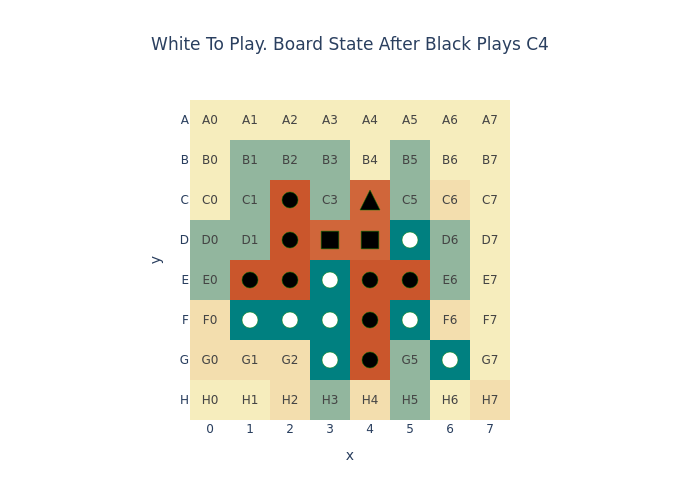 White To Play. Board State After Black Plays C4
A A0 A1 A2 A3 A4 A5 A6 A7
B B0 B1 B2 B3 B4 B5 B6 B7
C C0 C1 C3 C5 C6 C7
D D0 D1 D6 D7
E E0 E6 E7
F F0 F6 F7
G G0 G1 G2 G5 G7
H H0 H1 H2 H3 H4 H5 H6 H7
0 1 2 3 4 5 6 7
x
y